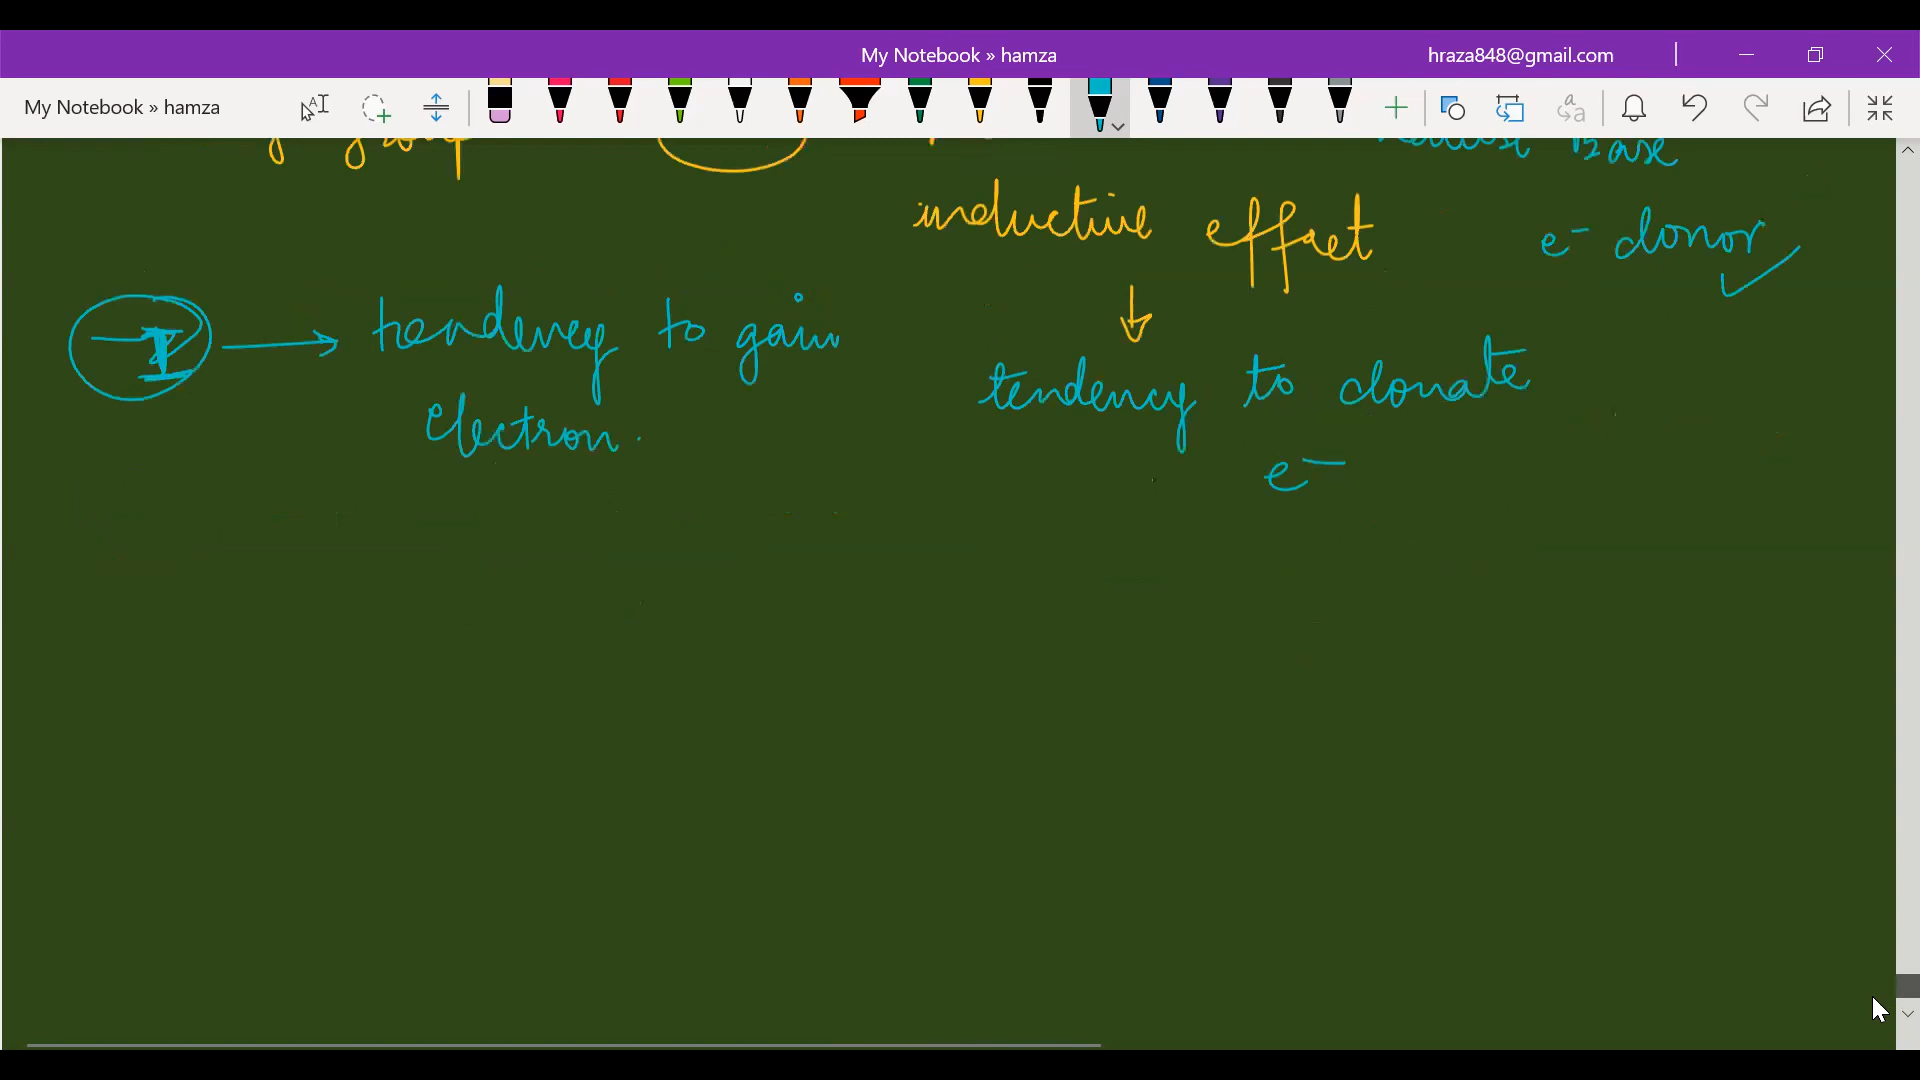 My Notebook » hamza
hraza848@gmail.com
My Notebook » hamza
group
Base
inductive effect
e- donor
-I → tendency to gain
electron.
tendency to donate
e-